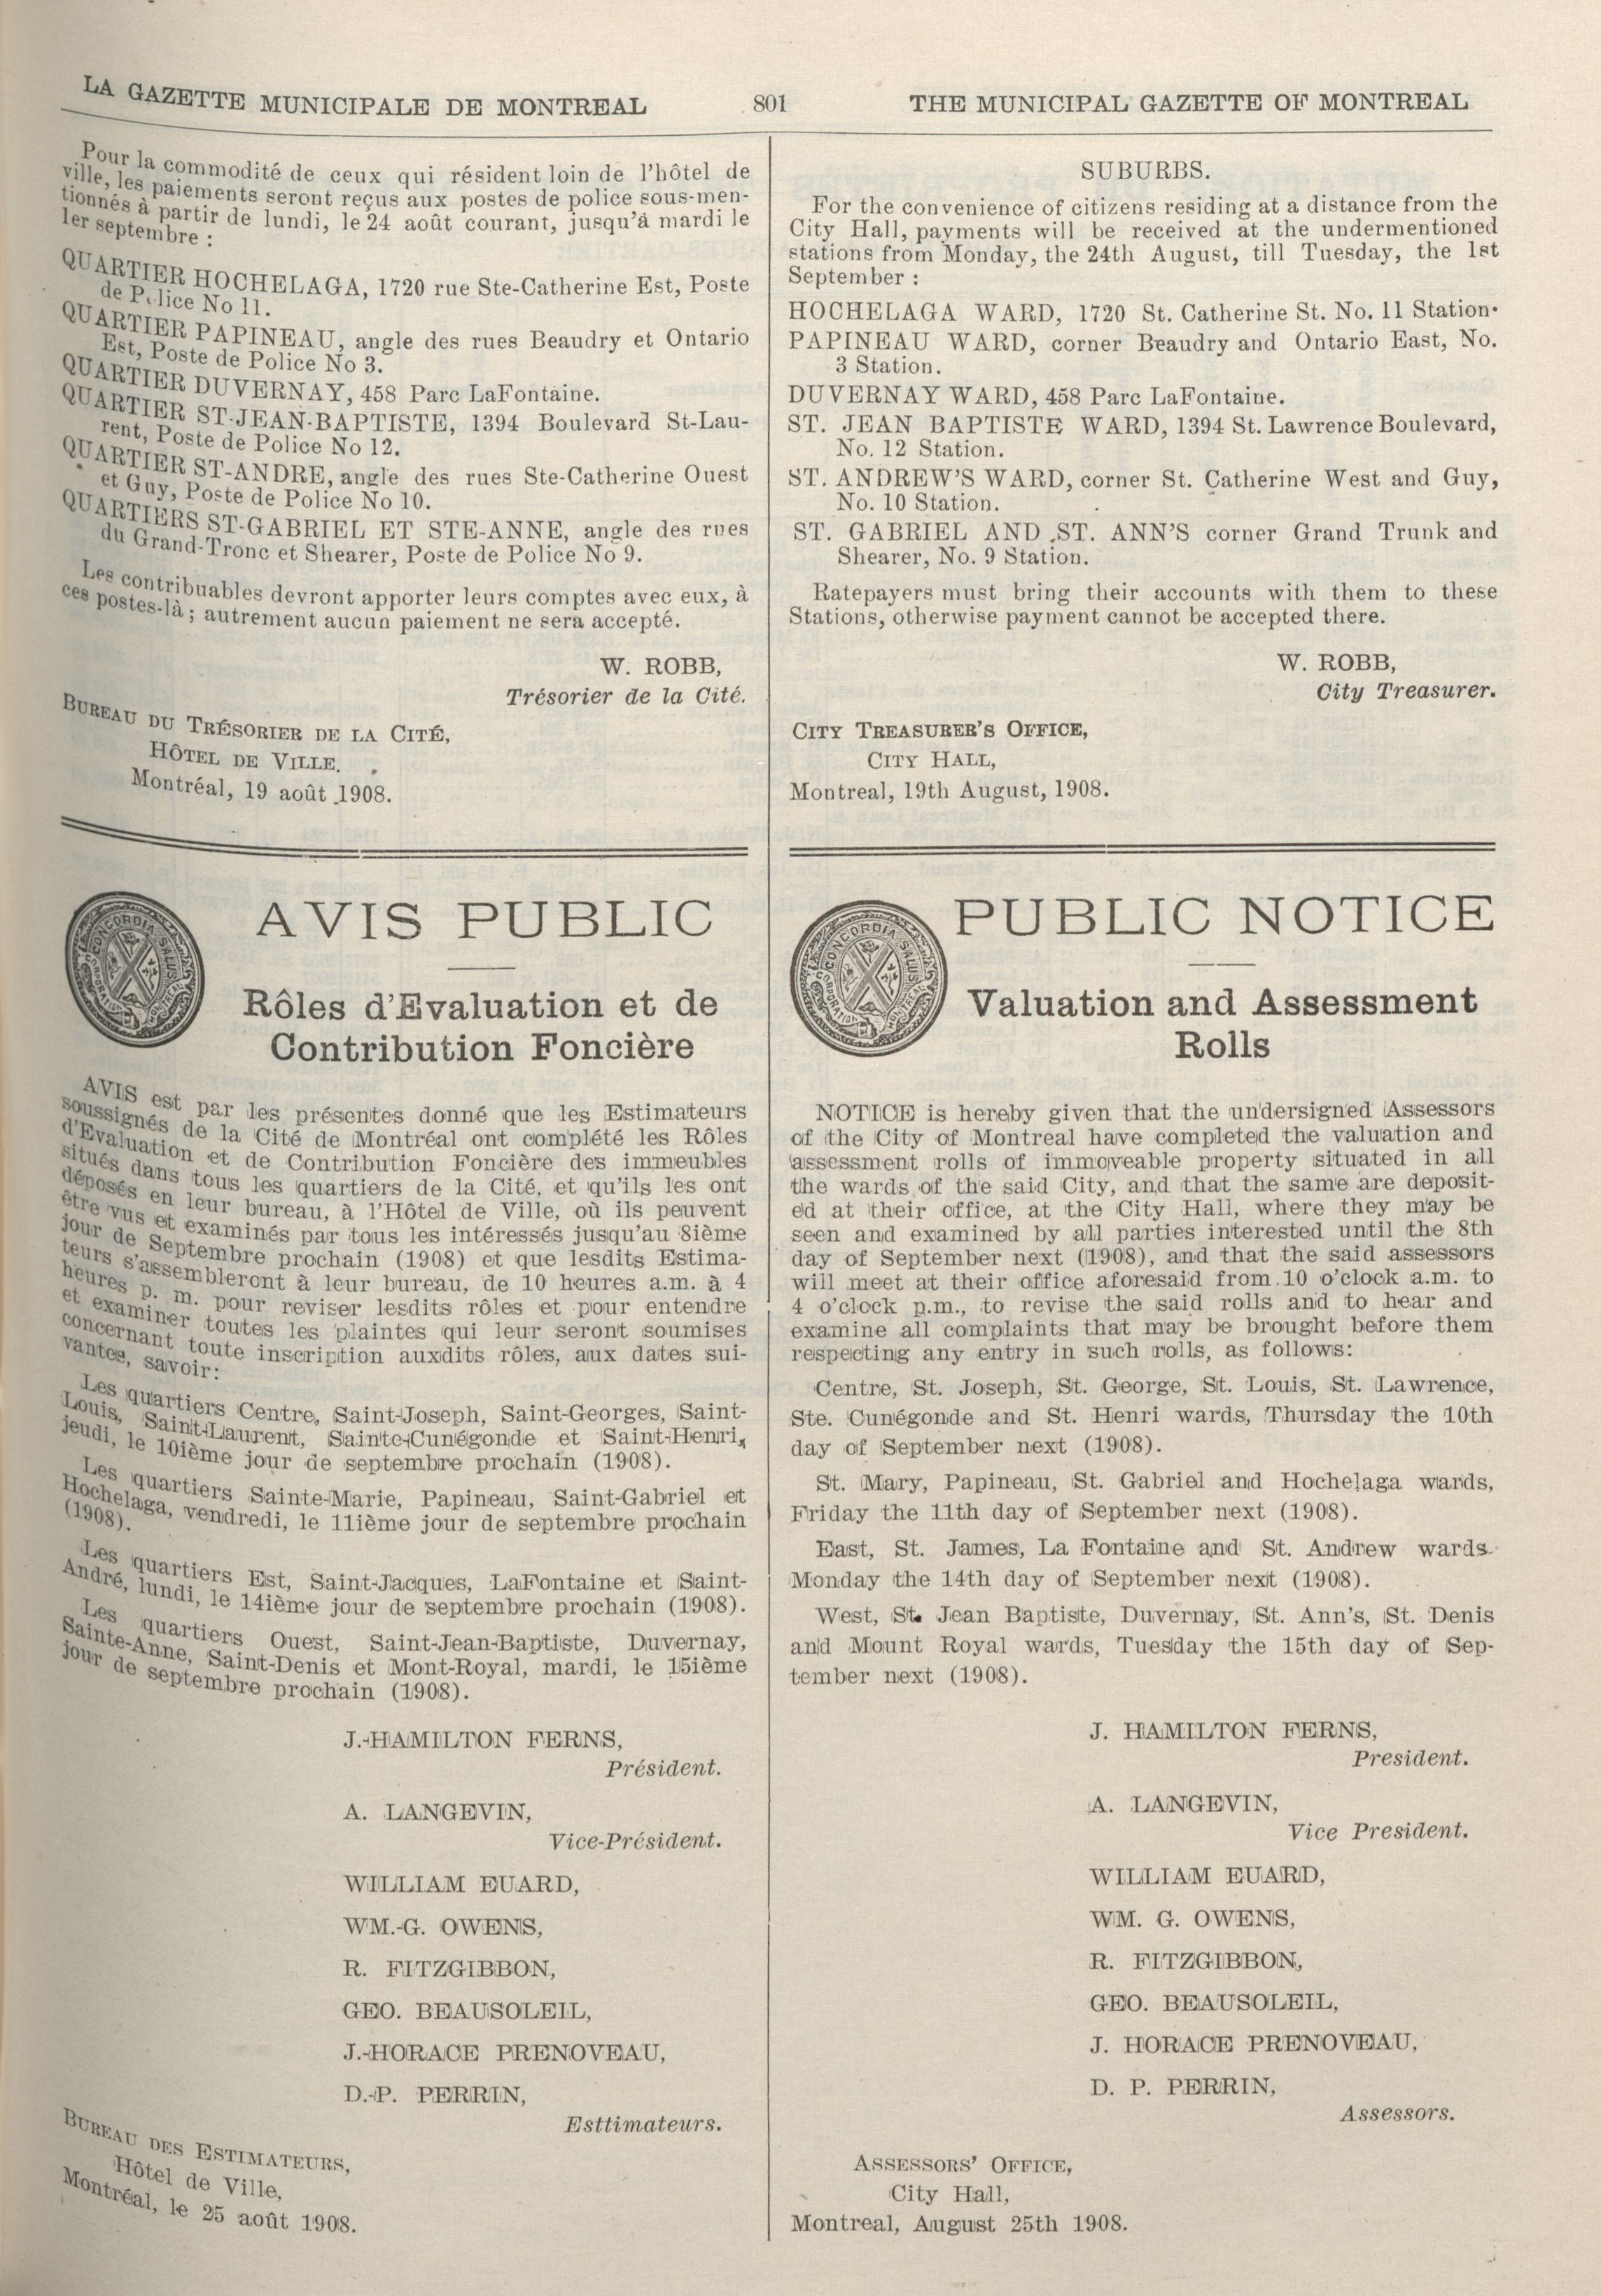 LA GAZETTE MUNICIPALE DE MONTREAL 801 THE MUNICIPAL GAZETTE OF MONTREAL
Pour la commodité de ceux qui résident loin de l'hôtel de
ville, les paiements seront reçus aux postes de police sous-men-
tionnés à partir de lundi, le 24 août courant, jusqu'à mardi le
1er septembre :
QUARTIER HOCHELAGA, 1720 rue Ste-Catherine Est, Poste
de Police No 11.
QUARTIER PAPINEAU, angle des rues Beaudry et Ontario
Est, Poste de Police No 3.
QUARTIER DUVERNAY, 458 Parc LaFontaine.
QUARTIER ST-JEAN-BAPTISTE, 1394 Boulevard St-Lau-
rent, Poste de Police No 12.
QUARTIER ST-ANDRE, angle des rues Ste-Catherine Ouest
et Guy, Poste de Police No 10.
QUARTIERS ST-GABRIEL ET STE-ANNE, angle des rues
du Grand-Tronc et Shearer, Poste de Police No 9.
Les contribuables devront apporter leurs comptes avec eux, à
ces postes-là ; autrement aucun paiement ne sera accepté.
W. ROBB,
Trésorier de la Cité.
BUREAU DU TRÉSORIER DE LA CITÉ,
HÔTEL DE VILLE.
Montréal, 19 août 1908.
AVIS PUBLIC
Rôles d'Evaluation et de
Contribution Foncière
AVIS est par les présentes donné que les Estimateurs
soussignés de la Cité de Montréal ont complété les Rôles
d'Evaluation et de Contribution Foncière des immeubles
situés dans tous les quartiers de la Cité, et qu'ils les ont
déposés en leur bureau, à l'Hôtel de Ville, où ils peuvent
être vus et examinés par tous les intéressés jusqu'au 8ième
jour de Septembre prochain (1908) et que lesdits Estima-
teurs s'assembleront à leur bureau, de 10 heures a.m. à 4
heures p. m. pour reviser lesdits rôles et pour entendre
et examiner toutes les plaintes qui leur seront soumises
concernant toute inscription auxdits rôles, aux dates sui-
vantes, savoir:
Les quartiers Centre, Saint-Joseph, Saint-Georges, Saint-
Louis, Saint-Laurent, Sainte-Cunégonde et Saint-Henri,
jeudi, le 10ième jour de septembre prochain (1908).
Les quartiers Sainte-Marie, Papineau, Saint-Gabriel et
Hochelaga, vendredi, le 11ième jour de septembre prochain
(1908).
Les quartiers Est, Saint-Jacques, LaFontaine et Saint-
André, lundi, le 14ième jour de septembre prochain (1908).
Les quartiers Ouest, Saint-Jean-Baptiste, Duvernay,
Sainte-Anne, Saint-Denis et Mont-Royal, mardi, le 15ième
jour de septembre prochain (1908).
J.-HAMILTON FERNS,
Président.
A. LANGEVIN,
Vice-Président.
WILLIAM EUARD,
WM.-G. OWENS,
R. FITZGIBBON,
GEO. BEAUSOLEIL,
J.-HORACE PRENOVEAU,
D.-P. PERRIN,
Esttimateurs.
BUREAU DES ESTIMATEURS,
Hôtel de Ville,
Montréal, le 25 août 1908.
SUBURBS.
For the convenience of citizens residing at a distance from the
City Hall, payments will be received at the undermentioned
stations from Monday, the 24th August, till Tuesday, the 1st
September :
HOCHELAGA WARD, 1720 St. Catherine St. No. 11 Station.
PAPINEAU WARD, corner Beaudry and Ontario East, No.
3 Station.
DUVERNAY WARD, 458 Parc LaFontaine.
ST. JEAN BAPTISTE WARD, 1394 St. Lawrence Boulevard,
No. 12 Station.
ST. ANDREW'S WARD, corner St. Catherine West and Guy,
No. 10 Station.
ST. GABRIEL AND ST. ANN'S corner Grand Trunk and
Shearer, No. 9 Station.
Ratepayers must bring their accounts with them to these
Stations, otherwise payment cannot be accepted there.
W. ROBB,
City Treasurer.
CITY TREASURER'S OFFICE,
CITY HALL,
Montreal, 19th August, 1908.
CONCORDIA SALUS
PUBLIC NOTICE
Valuation and Assessment
Rolls
NOTICE is hereby given that the undersigned Assessors
of the City of Montreal have completed the valuation and
assessment rolls of immoveable property situated in all
the wards of the said City, and that the same are deposit-
ed at their office, at the City Hall, where they may be
seen and examined by all parties interested until the 8th
day of September next (1908), and that the said assessors
will meet at their office aforesaid from 10 o'clock a.m. to
4 o'clock p.m., to revise the said rolls and to hear and
examine all complaints that may be brought before them
respecting any entry in such rolls, as follows:
Centre, St. Joseph, St. George, St. Louis, St. Lawrence,
Ste. Cunégonde and St. Henri wards, Thursday the 10th
day of September next (1908).
St. Mary, Papineau, St. Gabriel and Hochelaga wards,
Friday the 11th day of September next (1908).
East, St. James, La Fontaine and St. Andrew wards
Monday the 14th day of September next (1908).
West, St. Jean Baptiste, Duvernay, St. Ann's, St. Denis
and Mount Royal wards, Tuesday the 15th day of Sep-
tember next (1908).
J. HAMILTON FERNS,
President.
A. LANGEVIN,
Vice President.
WILLIAM EUARD,
WM. G. OWENS,
R. FITZGIBBON,
GEO. BEAUSOLEIL,
J. HORACE PRENOVEAU,
D. P. PERRIN,
Assessors.
ASSESSORS' OFFICE,
City Hall,
Montreal, August 25th 1908.